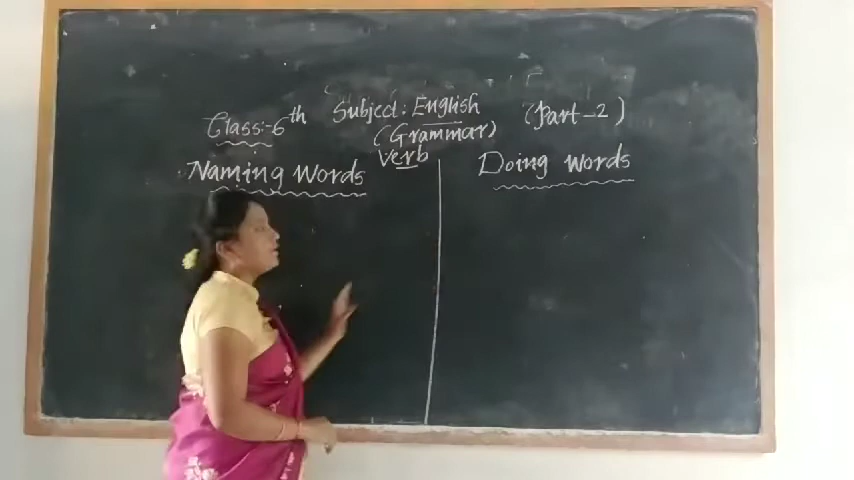 Class:-6th Subject: English (Part-2)
(Grammar)
Verb
Naming Words Doing Words